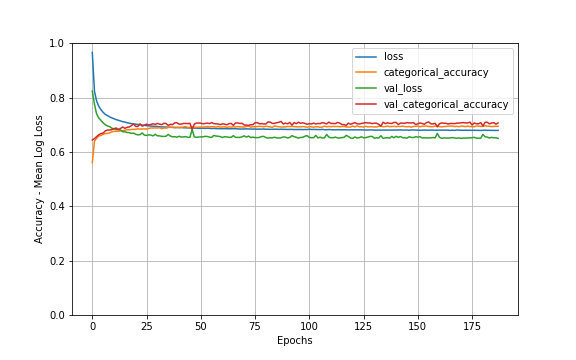 1.0
0.8
0.6
0.4
0.2
0.0
Accuracy - Mean Log Loss
loss
categorical_accuracy
val_loss
val_categorical_accuracy
0 25 50 75 100 125 150 175
Epochs